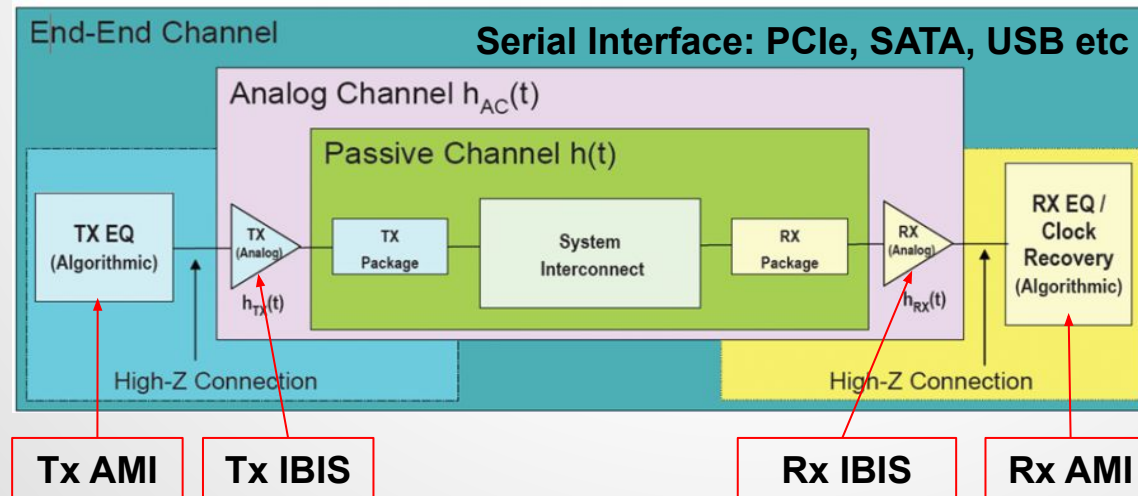 End-End Channel
Serial Interface: PCIe, SATA, USB etc
Analog Channel hAC(t)
Passive Channel h(t)
TX EQ
(Algorithmic)
TX
(Analog)
hTX(t)
TX
Package
System
Interconnect
RX
Package
RX
(Analog)
hRX(t)
RX EQ /
Clock
Recovery
(Algorithmic)
High-Z Connection
High-Z Connection
Tx AMI
Tx IBIS
Rx IBIS
Rx AMI